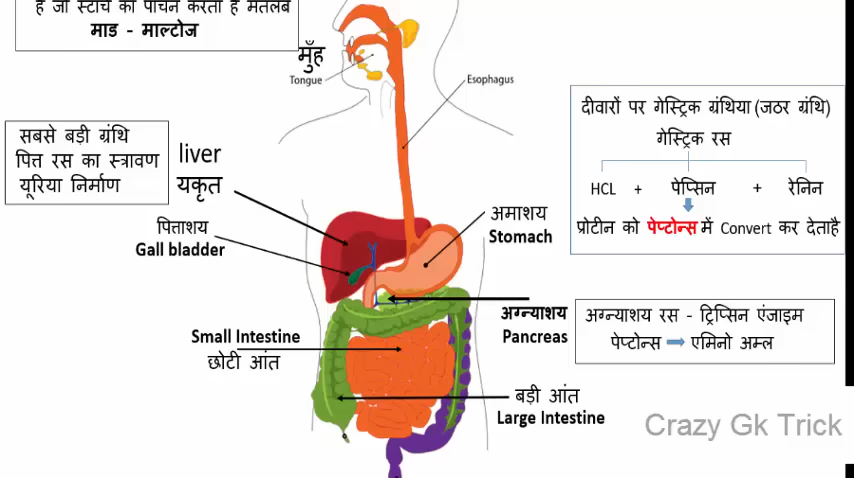 है जो स्टार्च का पाचन करता है मतलब
माड - माल्टोज
मुँह
Tongue
Esophagus
दीवारों पर गेस्ट्रिक ग्रंथिया (जठर ग्रंथि)
गेस्ट्रिक रस
HCL + पेप्सिन + रेनिन
प्रोटीन को पेप्टोन्स में Convert कर देताहै
सबसे बड़ी ग्रंथि
पित्त रस का स्त्रावण
यूरिया निर्माण
liver
यकृत
पित्ताशय
Gall bladder
अमाशय
Stomach
अग्न्याशय
Pancreas
अग्न्याशय रस - ट्रिप्सिन एंजाइम
पेप्टोन्स एमिनो अम्ल
Small Intestine
छोटी आंत
बड़ी आंत
Large Intestine
Crazy Gk Trick